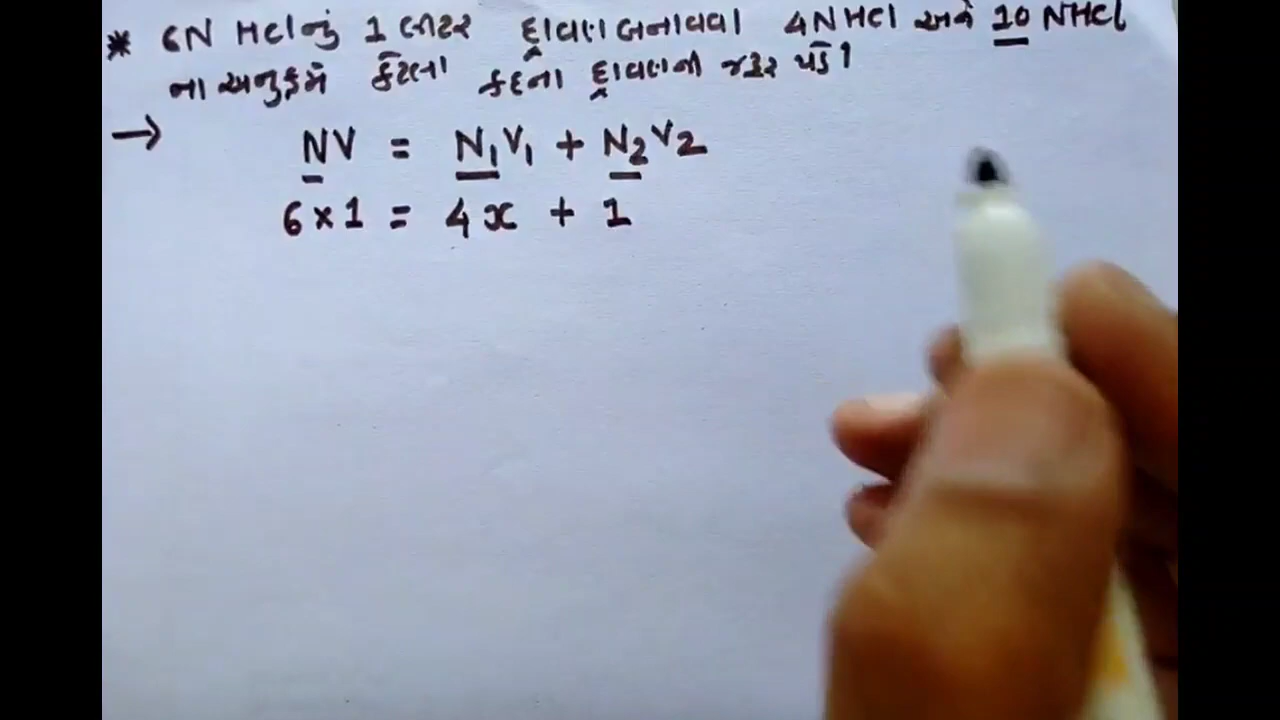 * 6N HClનું 1 લીટર દ્રાવણ બનાવવા 4N HCl અને 10 NHCl
ના અનુક્રમે કેટલા કદના દ્રાવણની જરૂર પડે ?
→ NV = N₁V₁ + N₂V₂
6 × 1 = 4x + 1